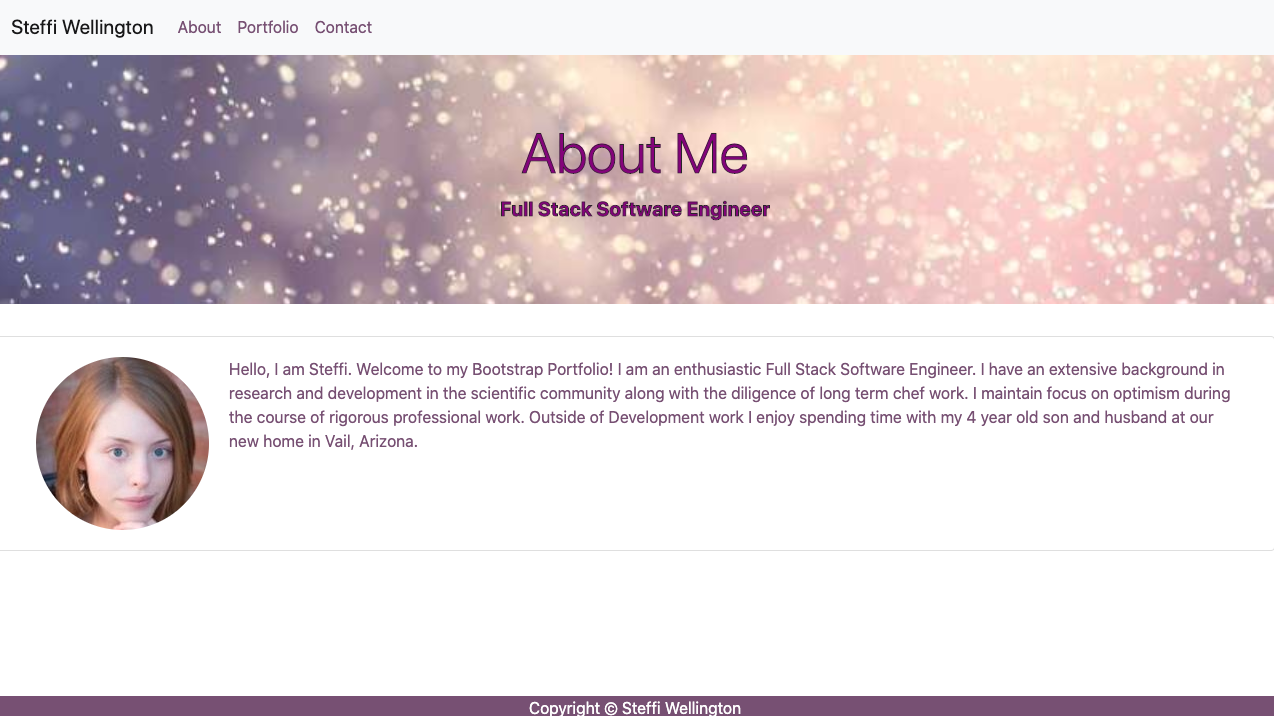 Steffi Wellington About Portfolio Contact
About Me
Full Stack Software Engineer
Hello, I am Steffi. Welcome to my Bootstrap Portfolio! I am an enthusiastic Full Stack Software Engineer. I have an extensive background in
research and development in the scientific community along with the diligence of long term chef work. I maintain focus on optimism during
the course of rigorous professional work. Outside of Development work I enjoy spending time with my 4 year old son and husband at our
new home in Vail, Arizona.
Copyright © Steffi Wellington